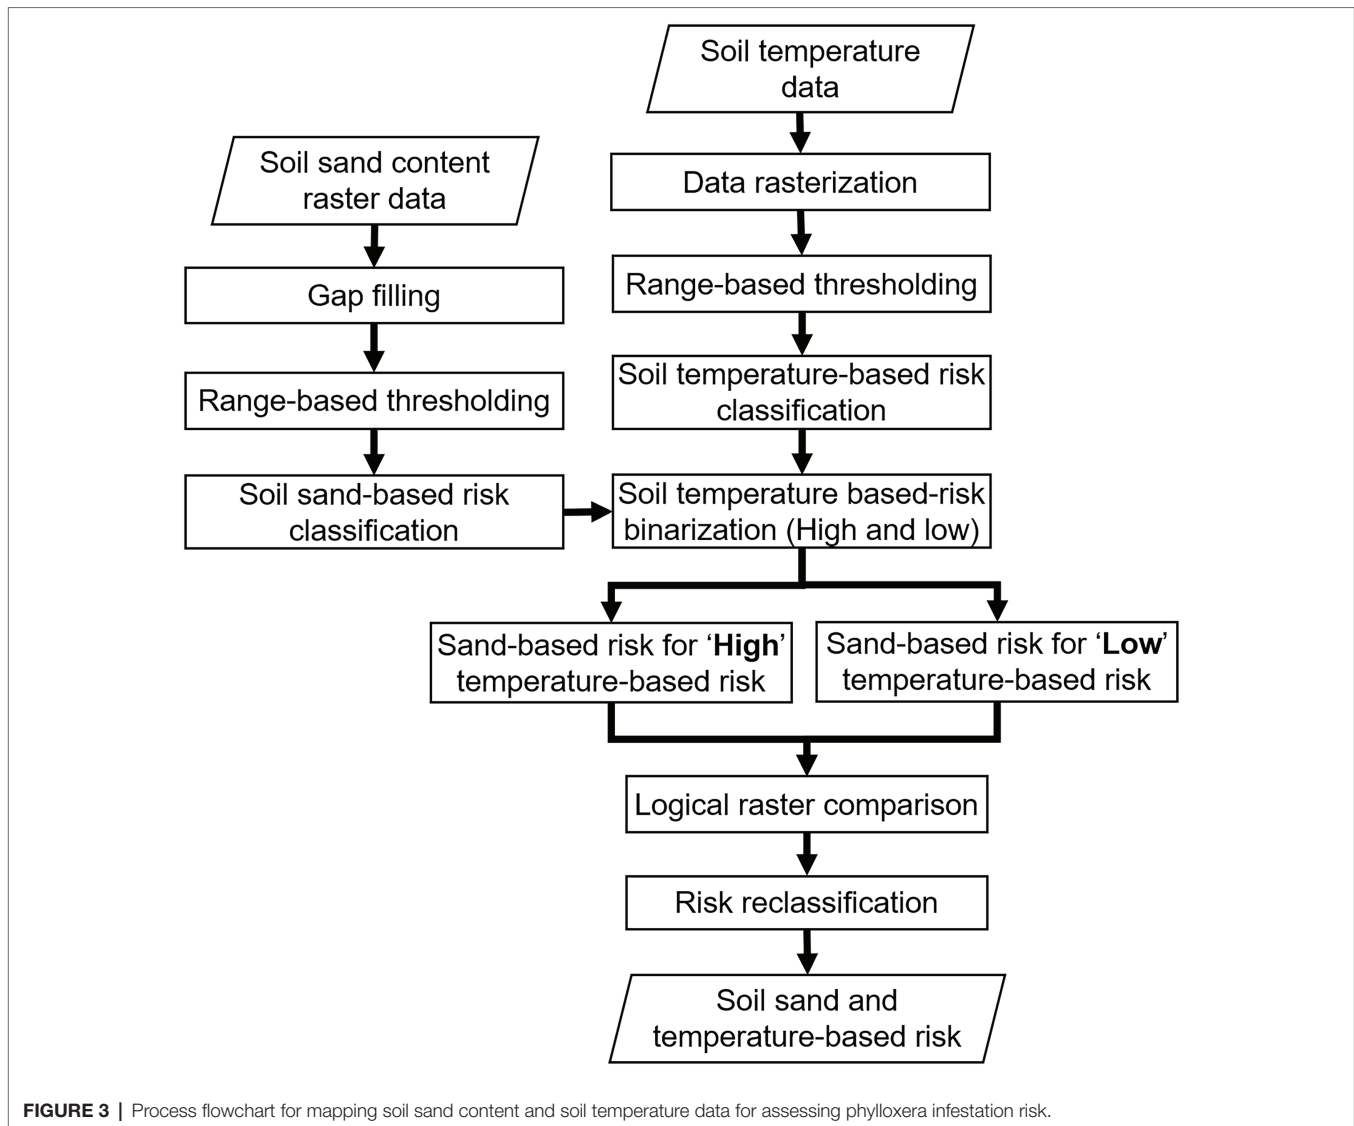 Soil temperature
data
Data rasterization
Range-based thresholding
Soil temperature-based risk
classification
Soil sand content
raster data
Gap filling
Range-based thresholding
Soil sand-based risk
classification
Soil temperature based-risk
binarization (High and low)
Sand-based risk for ‘High’
temperature-based risk
Sand-based risk for ‘Low’
temperature-based risk
Logical raster comparison
Risk reclassification
Soil sand and
temperature-based risk
FIGURE 3 | Process flowchart for mapping soil sand content and soil temperature data for assessing phylloxera infestation risk.